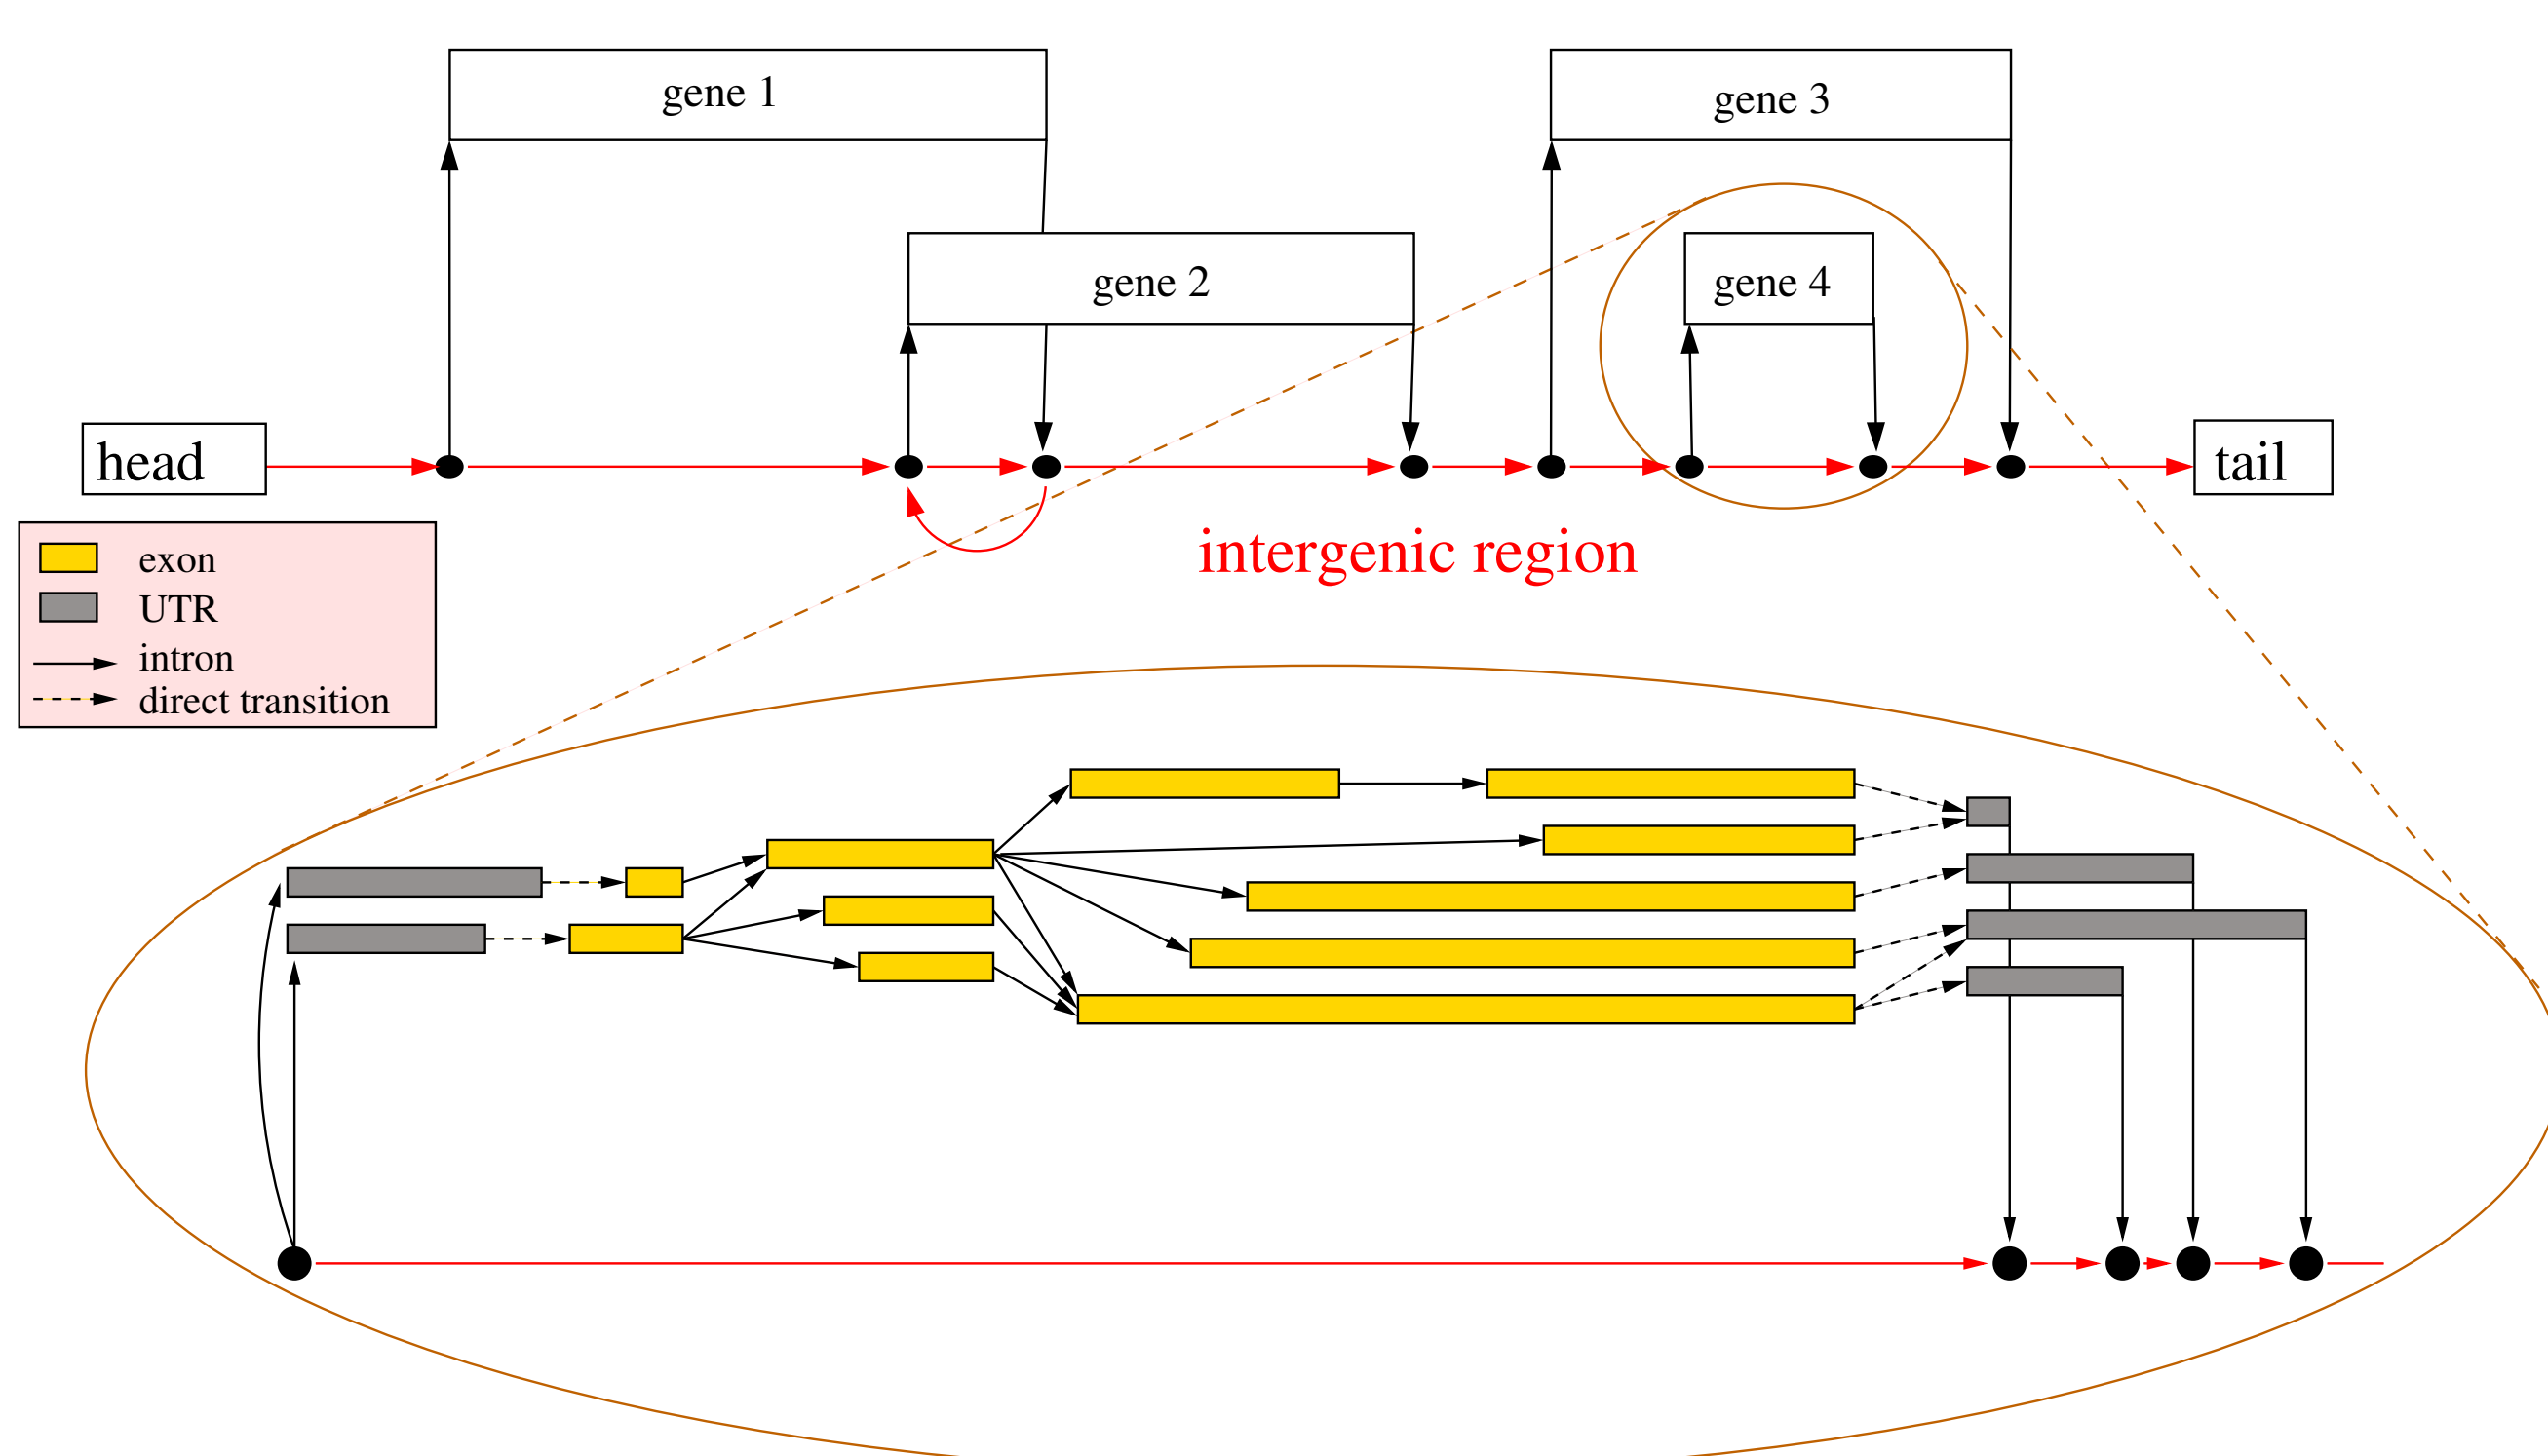 gene 1
gene 3
gene 2
gene 4
head
tail
intergenic region
exon
UTR
intron
direct transition